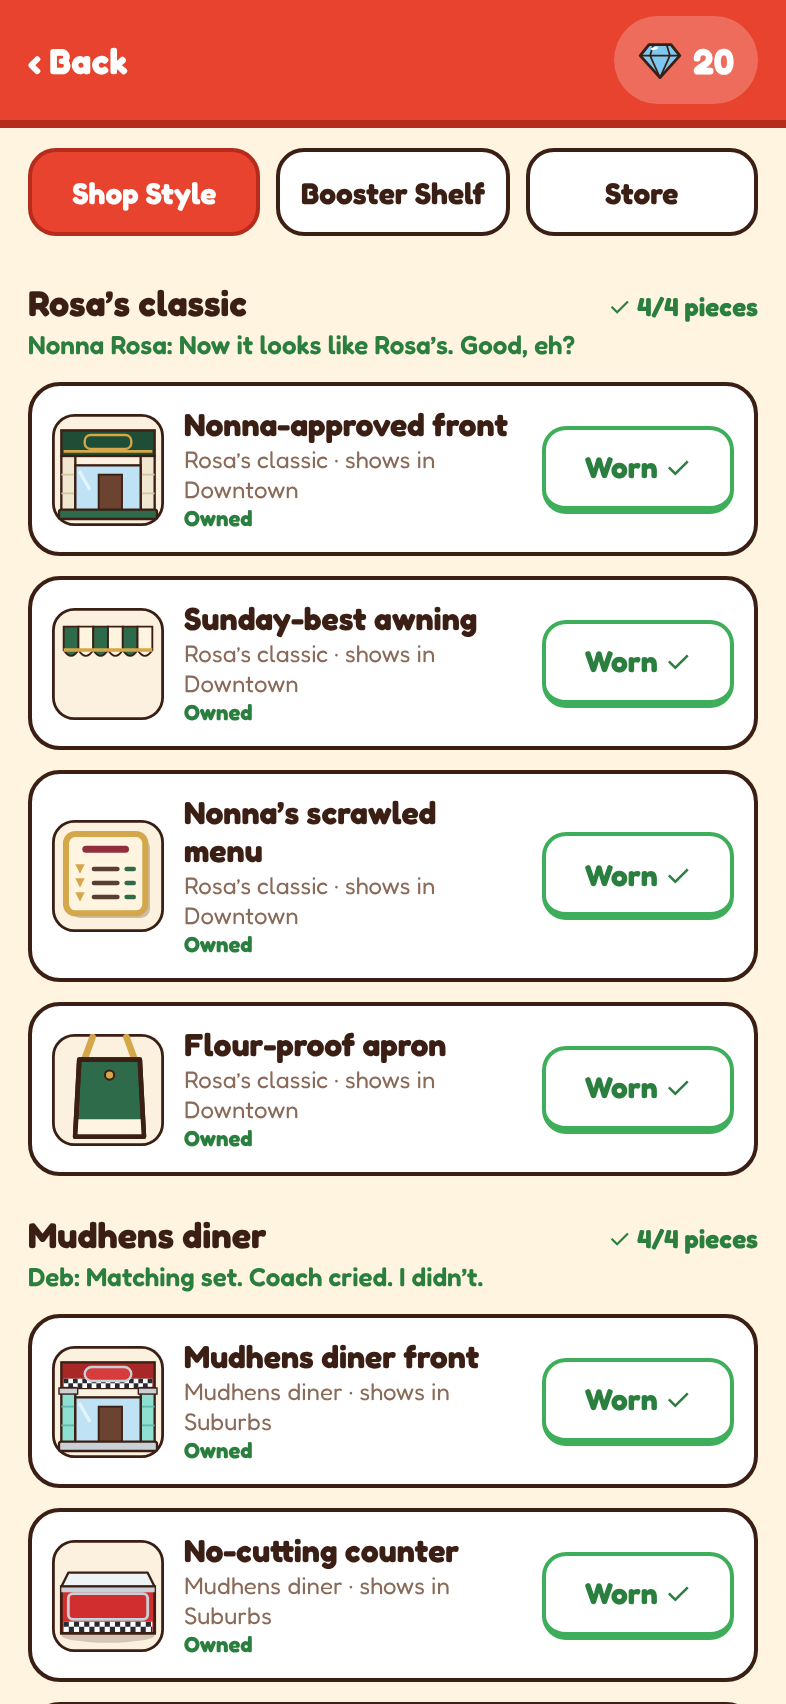 ‹ Back
20
Shop Style
Booster Shelf
Store
Rosa’s classic
✓ 4/4 pieces
Nonna Rosa: Now it looks like Rosa’s. Good, eh?
Nonna-approved front
Rosa’s classic · shows in
Downtown
Owned
Worn ✓
Sunday-best awning
Rosa’s classic · shows in
Downtown
Owned
Worn ✓
Nonna’s scrawled
menu
Rosa’s classic · shows in
Downtown
Owned
Worn ✓
Flour-proof apron
Rosa’s classic · shows in
Downtown
Owned
Worn ✓
Mudhens diner
✓ 4/4 pieces
Deb: Matching set. Coach cried. I didn’t.
Mudhens diner front
Mudhens diner · shows in
Suburbs
Owned
Worn ✓
No-cutting counter
Mudhens diner · shows in
Suburbs
Owned
Worn ✓